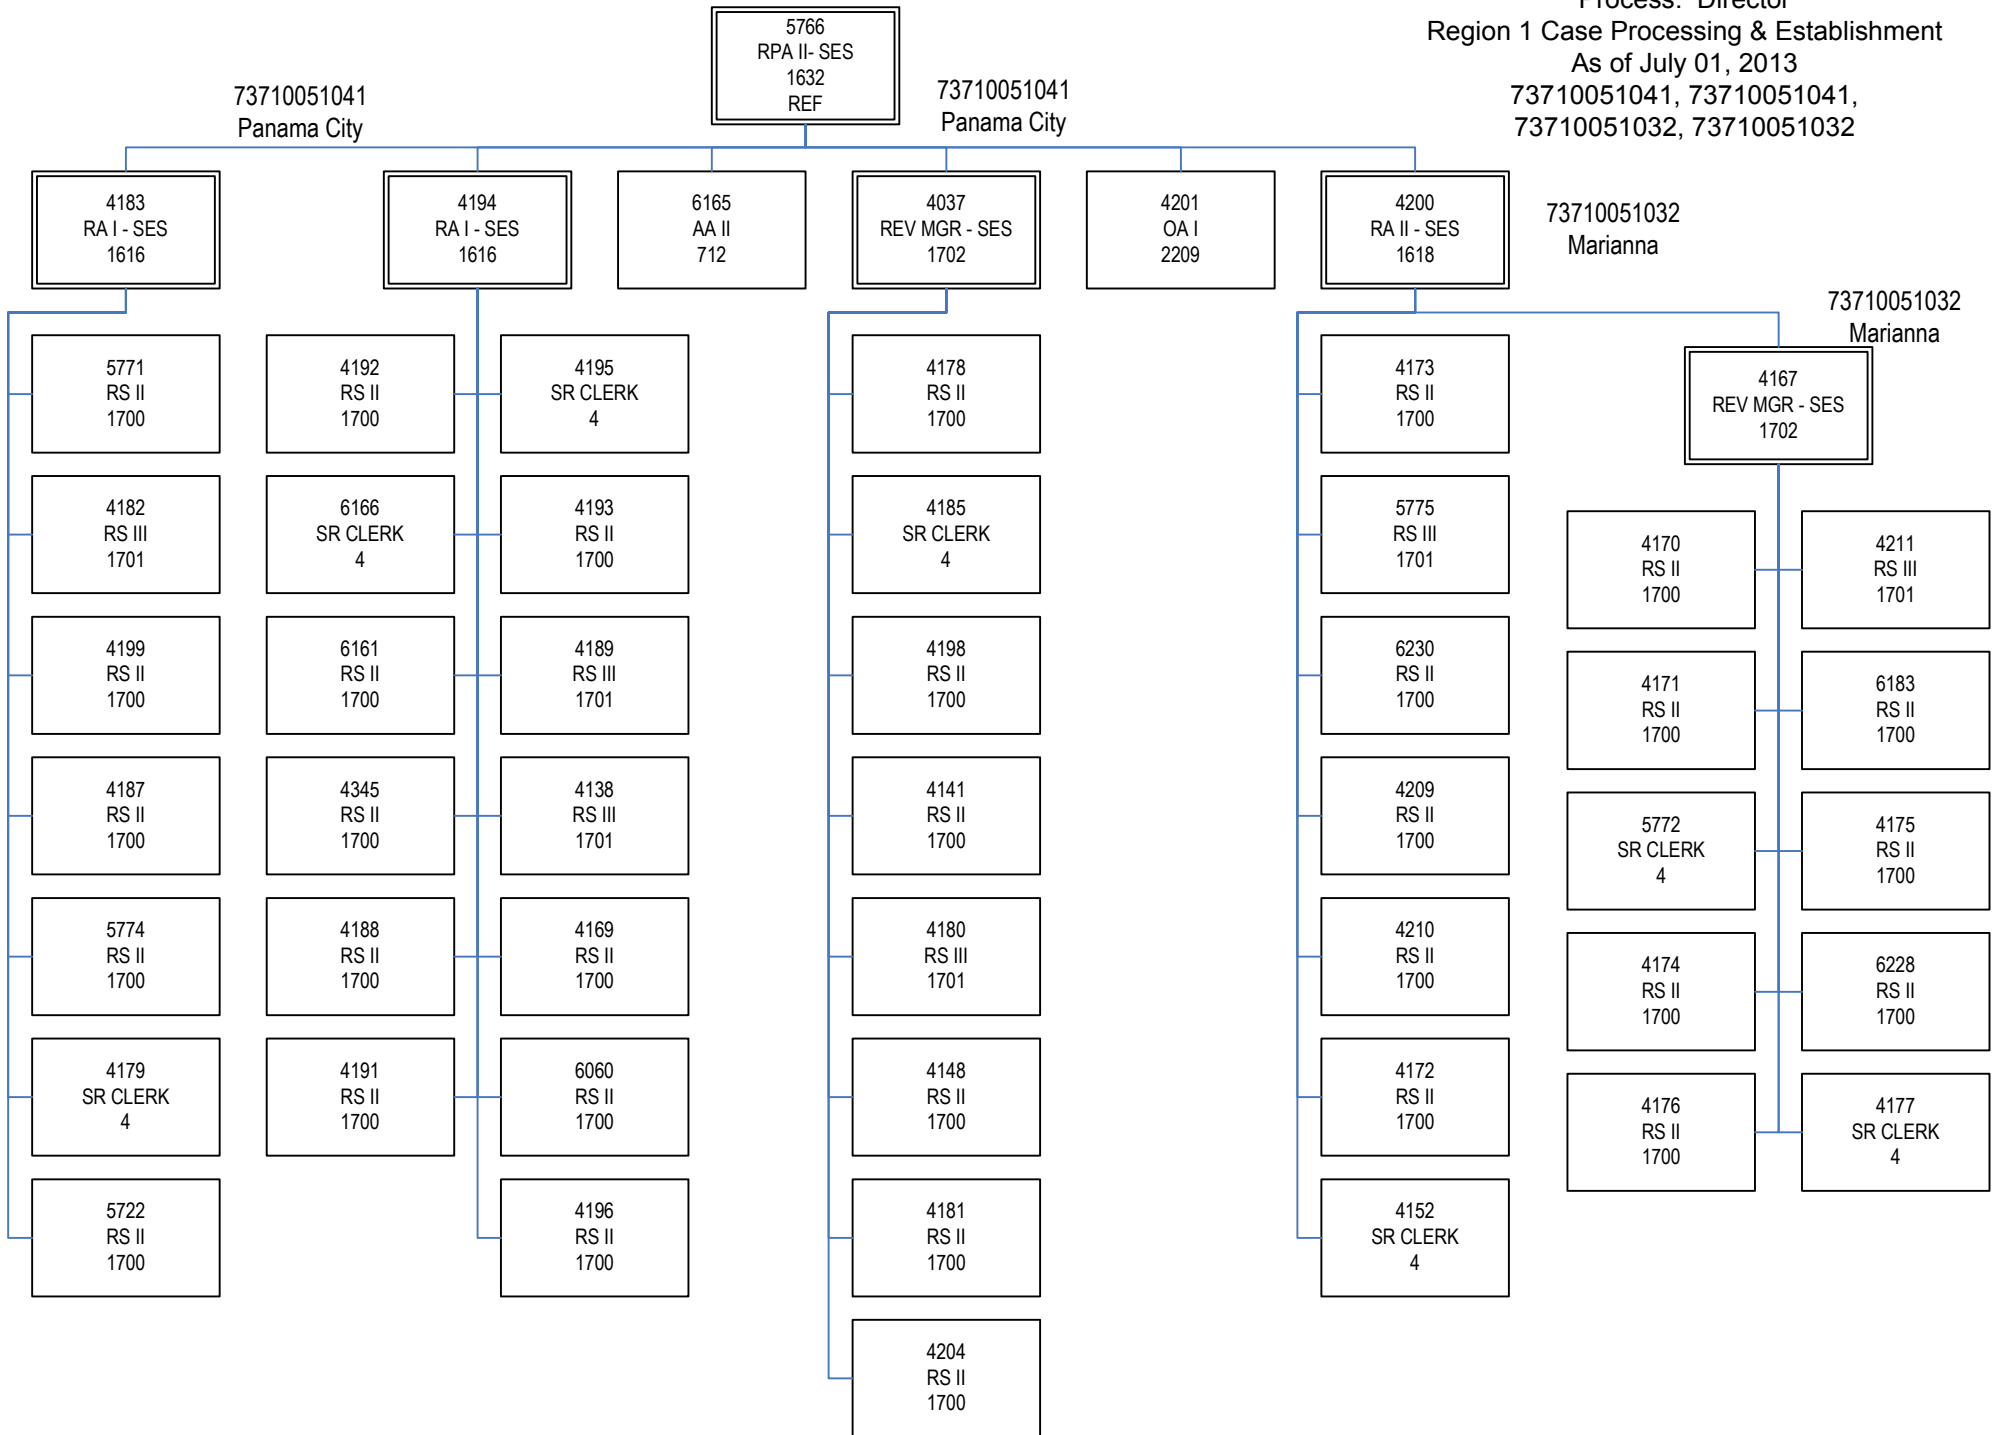 Process: Director
Region 1 Case Processing & Establishment
As of July 01, 2013
73710051041, 73710051041,
73710051032, 73710051032
5766
RPA II- SES
1632
REF
73710051041
Panama City
73710051041
Panama City
4183
RA I - SES
1616
4194
RA I - SES
1616
6165
AA II
712
4037
REV MGR - SES
1702
4201
OA I
2209
4200
RA II - SES
1618
73710051032
Marianna
73710051032
Marianna
4167
REV MGR - SES
1702
5771
RS II
1700
4182
RS III
1701
4199
RS II
1700
4187
RS II
1700
5774
RS II
1700
4179
SR CLERK
4
5722
RS II
1700
4192
RS II
1700
4195
SR CLERK
4
6166
SR CLERK
4
4193
RS II
1700
6161
RS II
1700
4189
RS III
1701
4345
RS II
1700
4138
RS III
1701
4188
RS II
1700
4169
RS II
1700
4191
RS II
1700
6060
RS II
1700
4196
RS II
1700
4178
RS II
1700
4185
SR CLERK
4
4198
RS II
1700
4141
RS II
1700
4180
RS III
1701
4148
RS II
1700
4181
RS II
1700
4204
RS II
1700
4173
RS II
1700
5775
RS III
1701
6230
RS II
1700
4209
RS II
1700
4210
RS II
1700
4172
RS II
1700
4152
SR CLERK
4
4170
RS II
1700
4211
RS III
1701
4171
RS II
1700
6183
RS II
1700
5772
SR CLERK
4
4175
RS II
1700
4174
RS II
1700
6228
RS II
1700
4176
RS II
1700
4177
SR CLERK
4